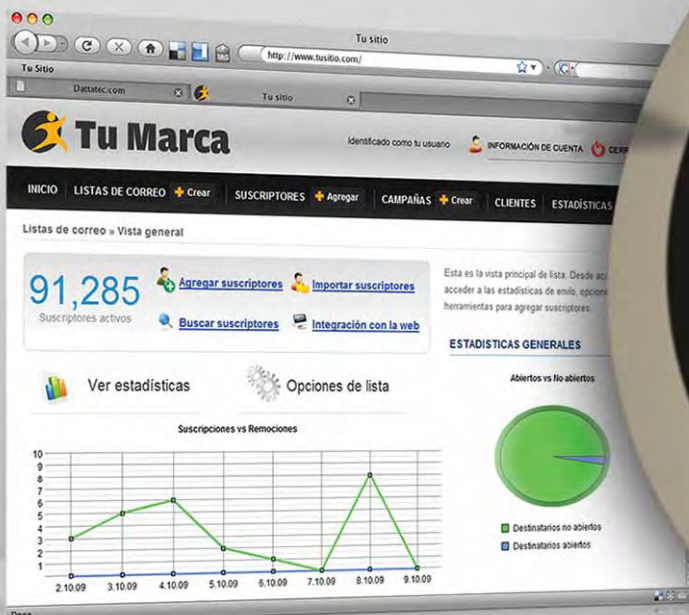 Tu sitio
http://www.tusitio.com/
Tu Sitio
Dattatec.com
Tu sitio
Tu Marca
Identificado como tu usuario
INFORMACIÓN DE CUENTA
INICIO
LISTAS DE CORREO
Crear
SUSCRIPTORES
Agregar
CAMPAÑAS
Crear
CLIENTES
ESTADÍSTICAS
Listas de correo » Vista general
91,285
Suscriptores activos
Agregar suscriptores
Importar suscriptores
Buscar suscriptores
Integración con la web
Esta es la vista principal de lista. Desde
acceder a las estadísticas de envío,
herramientas para agregar suscriptores.
ESTADISTICAS GENERALES
Ver estadísticas
Opciones de lista
Abiertos vs No abiertos
Suscripciones vs Remociones
10
9
8
7
6
5
4
3
2
1
2.10.09
3.10.09
4.10.09
5.10.09
6.10.09
7.10.09
8.10.09
9.10.09
Destinatarios no abiertos
Destinatarios abiertos